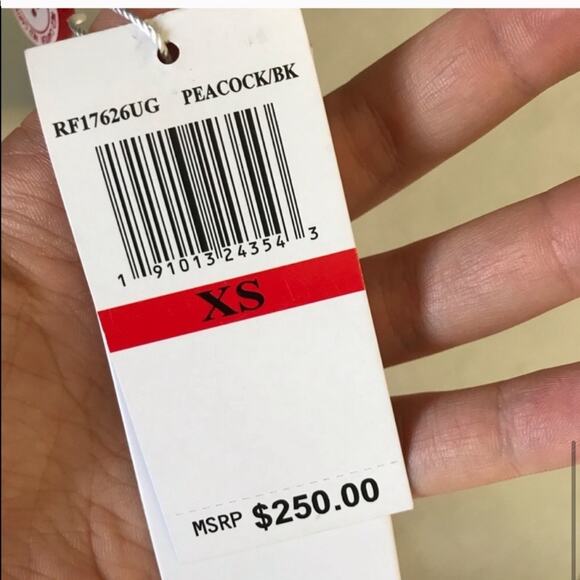 RF17626UG PEACOCK/BK
1 91013 24354 3
XS
MSRP $250.00